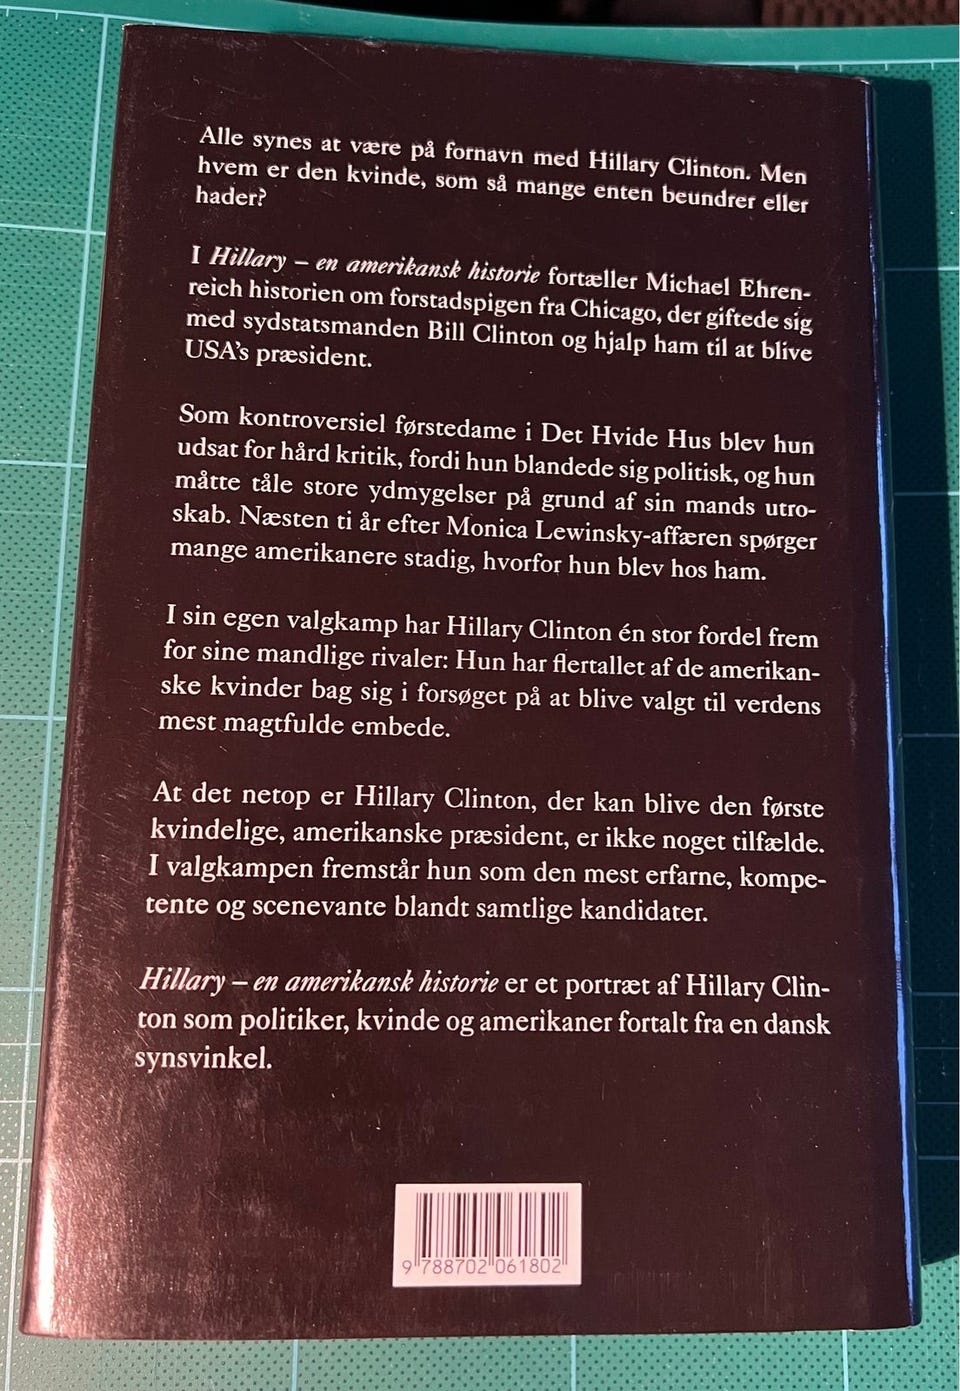 Alle synes at være på fornavn med Hillary Clinton. Men
hvem er den kvinde, som så mange enten beundrer eller
hader?
I Hillary – en amerikansk historie fortæller Michael Ehren-
reich historien om forstadspigen fra Chicago, der giftede sig
med sydstatsmanden Bill Clinton og hjalp ham til at blive
USA's præsident.
Som kontroversiel førstedame i Det Hvide Hus blev hun
udsat for hård kritik, fordi hun blandede sig politisk, og hun
måtte tåle store ydmygelser på grund af sin mands utro-
skab. Næsten ti år efter Monica Lewinsky-affæren spørger
mange amerikanere stadig, hvorfor hun blev hos ham.
I sin egen valgkamp har Hillary Clinton én stor fordel frem
for sine mandlige rivaler: Hun har flertallet af de amerikan-
ske kvinder bag sig i forsøget på at blive valgt til verdens
mest magtfulde embede.
At det netop er Hillary Clinton, der kan blive den første
kvindelige, amerikanske præsident, er ikke noget tilfælde.
I valgkampen fremstår hun som den mest erfarne, kompe-
tente og scenevante blandt samtlige kandidater.
Hillary – en amerikansk historie er et portræt af Hillary Clin-
ton som politiker, kvinde og amerikaner fortalt fra en dansk
synsvinkel.
9 788702 061802